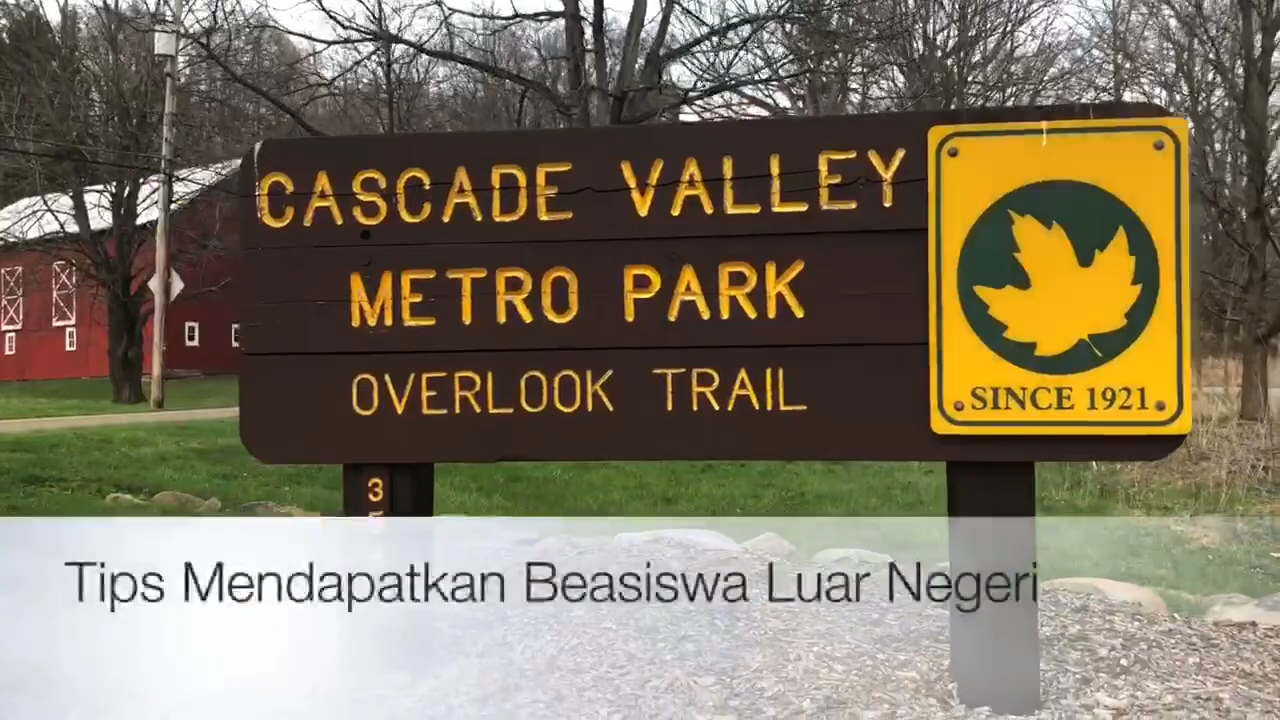 CASCADE VALLEY
METRO PARK
OVERLOOK TRAIL
SINCE 1921
3
Tips Mendapatkan Beasiswa Luar Negeri